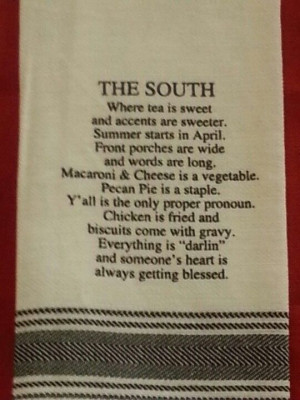 THE SOUTH
Where tea is sweet
and accents are sweeter.
Summer starts in April.
Front porches are wide
and words are long.
Macaroni & Cheese is a vegetable.
Pecan Pie is a staple.
Y'all is the only proper pronoun.
Chicken is fried and
biscuits come with gravy.
Everything is "darlin"
and someone's heart is
always getting blessed.